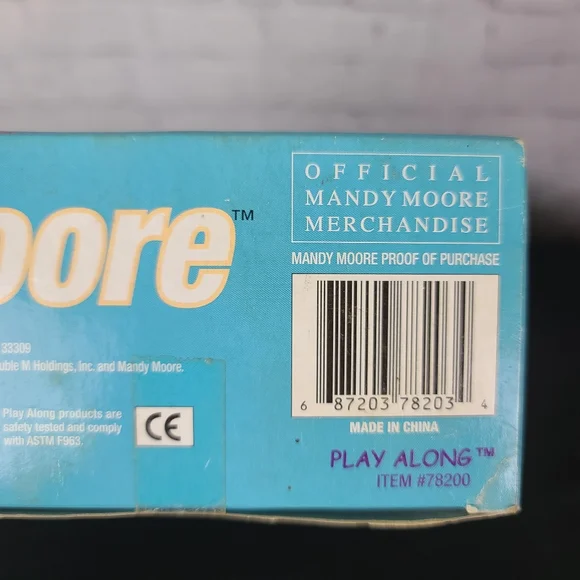 oore™
OFFICIAL
MANDY MOORE
MERCHANDISE
MANDY MOORE PROOF OF PURCHASE
6 87203 78203 4
MADE IN CHINA
PLAY ALONG™
ITEM #78200
33309
uble M Holdings, Inc. and Mandy Moore.
Play Along products are
safety tested and comply
with ASTM F963.
CE